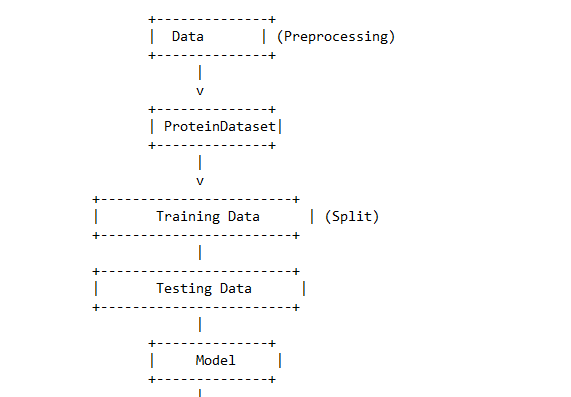 +--------------+
|  Data       | (Preprocessing)
+--------------+
|
v
+--------------+
| ProteinDataset|
+--------------+
|
v
+------------------------+
|       Training Data      | (Split)
+------------------------+
|
+------------------------+
|       Testing Data      |
+------------------------+
|
+--------------+
|     Model     |
+--------------+
|